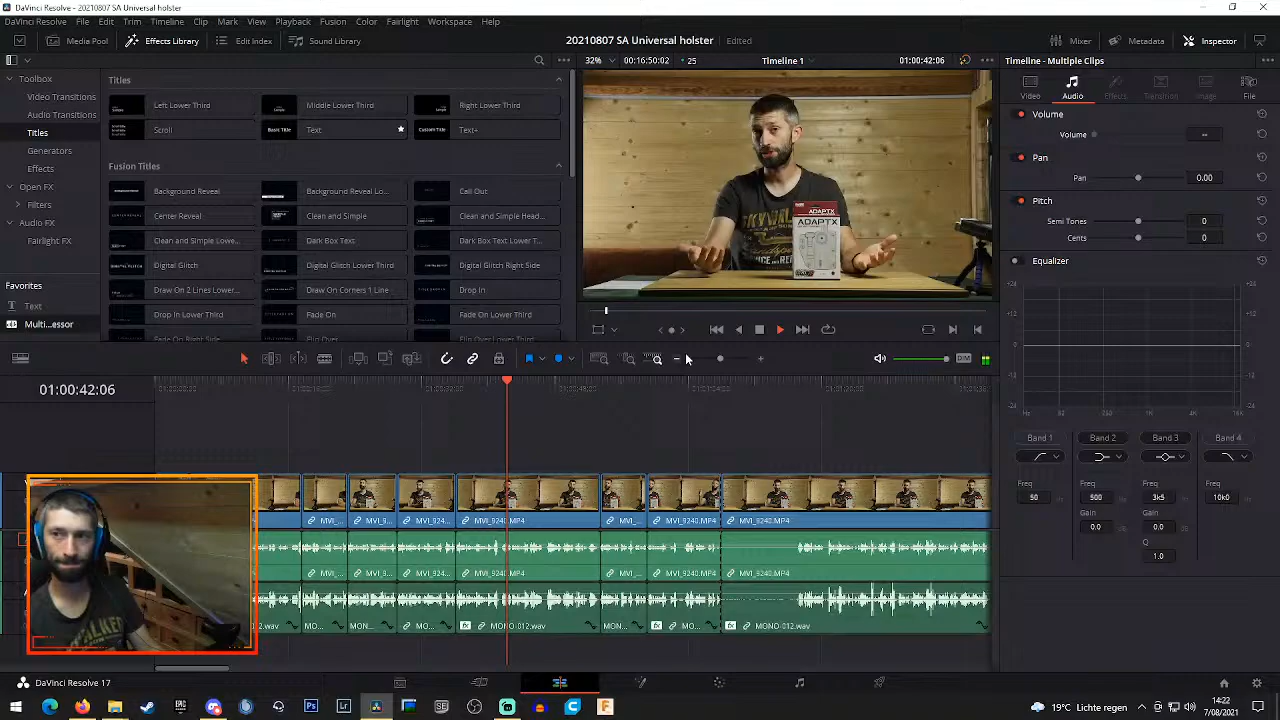 DaVinci Resolve - 20210807 SA Universal holster
DaVinci Resolve File Edit Trim Timeline Clip Mark View Playback Fusion Color Fairlight Workspace Help
Media Pool Effects Library Edit Index Sound Library 20210807 SA Universal holster Edited Mixer Metadata Inspector
32% 00:16:50:02 25 Timeline 1 01:00:42:06 Timeline - Multiple Clips
Toolbox
Video Transitions
Audio Transitions
Titles
Generators
Effects
Open FX
Filters
Audio FX
Fairlight FX
Favorites
Text
Multi...essor
Titles
Left Lower Third Middle Lower Third Right Lower Third
Scroll Basic Title Text Custom Title Text+
Fusion Titles
Background Reveal Background Reveal Lo... Call Out
Center Reveal Clean and Simple Clean and Simple Head...
Clean and Simple Lowe... Dark Box Text Dark Box Text Lower T...
Digital Glitch Digital Glitch Lower Third Digital Glitch Right Side
Draw On 2 Lines Lower... Draw On Corners 1 Line Drop In
Drop In Lower Third Fade On Fade On Lower Third
ADAPTX
ADAPTX
Video Audio Effects Transition Image File
Volume
Volume --
Pan
Pan 0.00
Pitch
Semi Tones 0
Cents 0
Equalizer
Band 1 Band 2 Band 3 Band 4
Freq Freq Freq Freq
50 500 3k5 10k0
Gain Gain
0.0 0.0
Q
1.0
DIM
01:00:42:06
MVI_... MVI_9... MVI_924... MVI_9240.MP4 MVI_... MVI_9240.MP4 MVI_9240.MP4
MVI_... MVI_9... MVI_924... MVI_9240.MP4 MVI_... MVI_9240.MP4 MVI_9240.MP4
MO... MO... MO... MONO-012.wav MON... MO... MONO-012.wav
DaVinci Resolve 17
19°C Lichte regen 14:22
7/08/2021